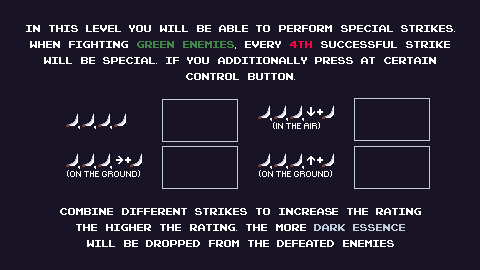 IN THIS LEVEL YOU WILL BE ABLE TO PERFORM SPECIAL STRIKES.
WHEN FIGHTING GREEN ENEMIES, EVERY 4TH SUCCESSFUL STRIKE
WILL BE SPECIAL. IF YOU ADDITIONALLY PRESS AT CERTAIN
CONTROL BUTTON.
↓+
(IN THE AIR)
→+
(ON THE GROUND)
↑+
(ON THE GROUND)
COMBINE DIFFERENT STRIKES TO INCREASE THE RATING
THE HIGHER THE RATING. THE MORE DARK ESSENCE
WILL BE DROPPED FROM THE DEFEATED ENEMIES